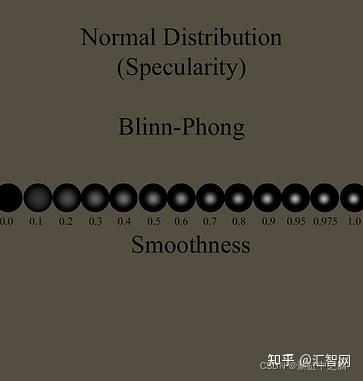 Normal Distribution
(Specularity)
Blinn-Phong
0.0 0.1 0.2 0.3 0.4 0.5 0.6 0.7 0.8 0.9 0.95 0.975 1.0
Smoothness
知乎 @汇智网